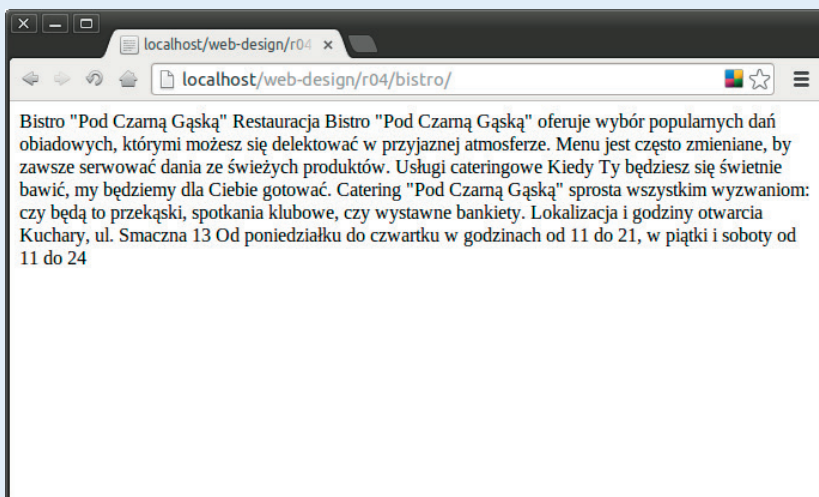 localhost/web-design/r04
localhost/web-design/r04/bistro/
Bistro "Pod Czarną Gąską" Restauracja Bistro "Pod Czarną Gąską" oferuje wybór popularnych dań
obiadowych, którymi możesz się delektować w przyjaznej atmosferze. Menu jest często zmieniane, by
zawsze serwować dania ze świeżych produktów. Usługi cateringowe Kiedy Ty będziesz się świetnie
bawić, my będziemy dla Ciebie gotować. Catering "Pod Czarną Gąską" sprosta wszystkim wyzwaniom:
czy będą to przekąski, spotkania klubowe, czy wystawne bankiety. Lokalizacja i godziny otwarcia
Kuchary, ul. Smaczna 13 Od poniedziałku do czwartku w godzinach od 11 do 21, w piątki i soboty od
11 do 24